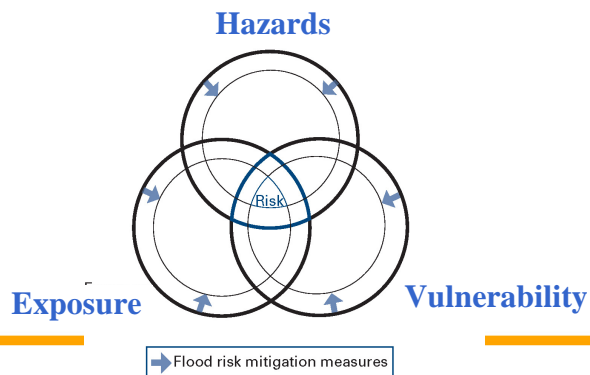 Hazards
Risk
Exposure
Vulnerability
Flood risk mitigation measures